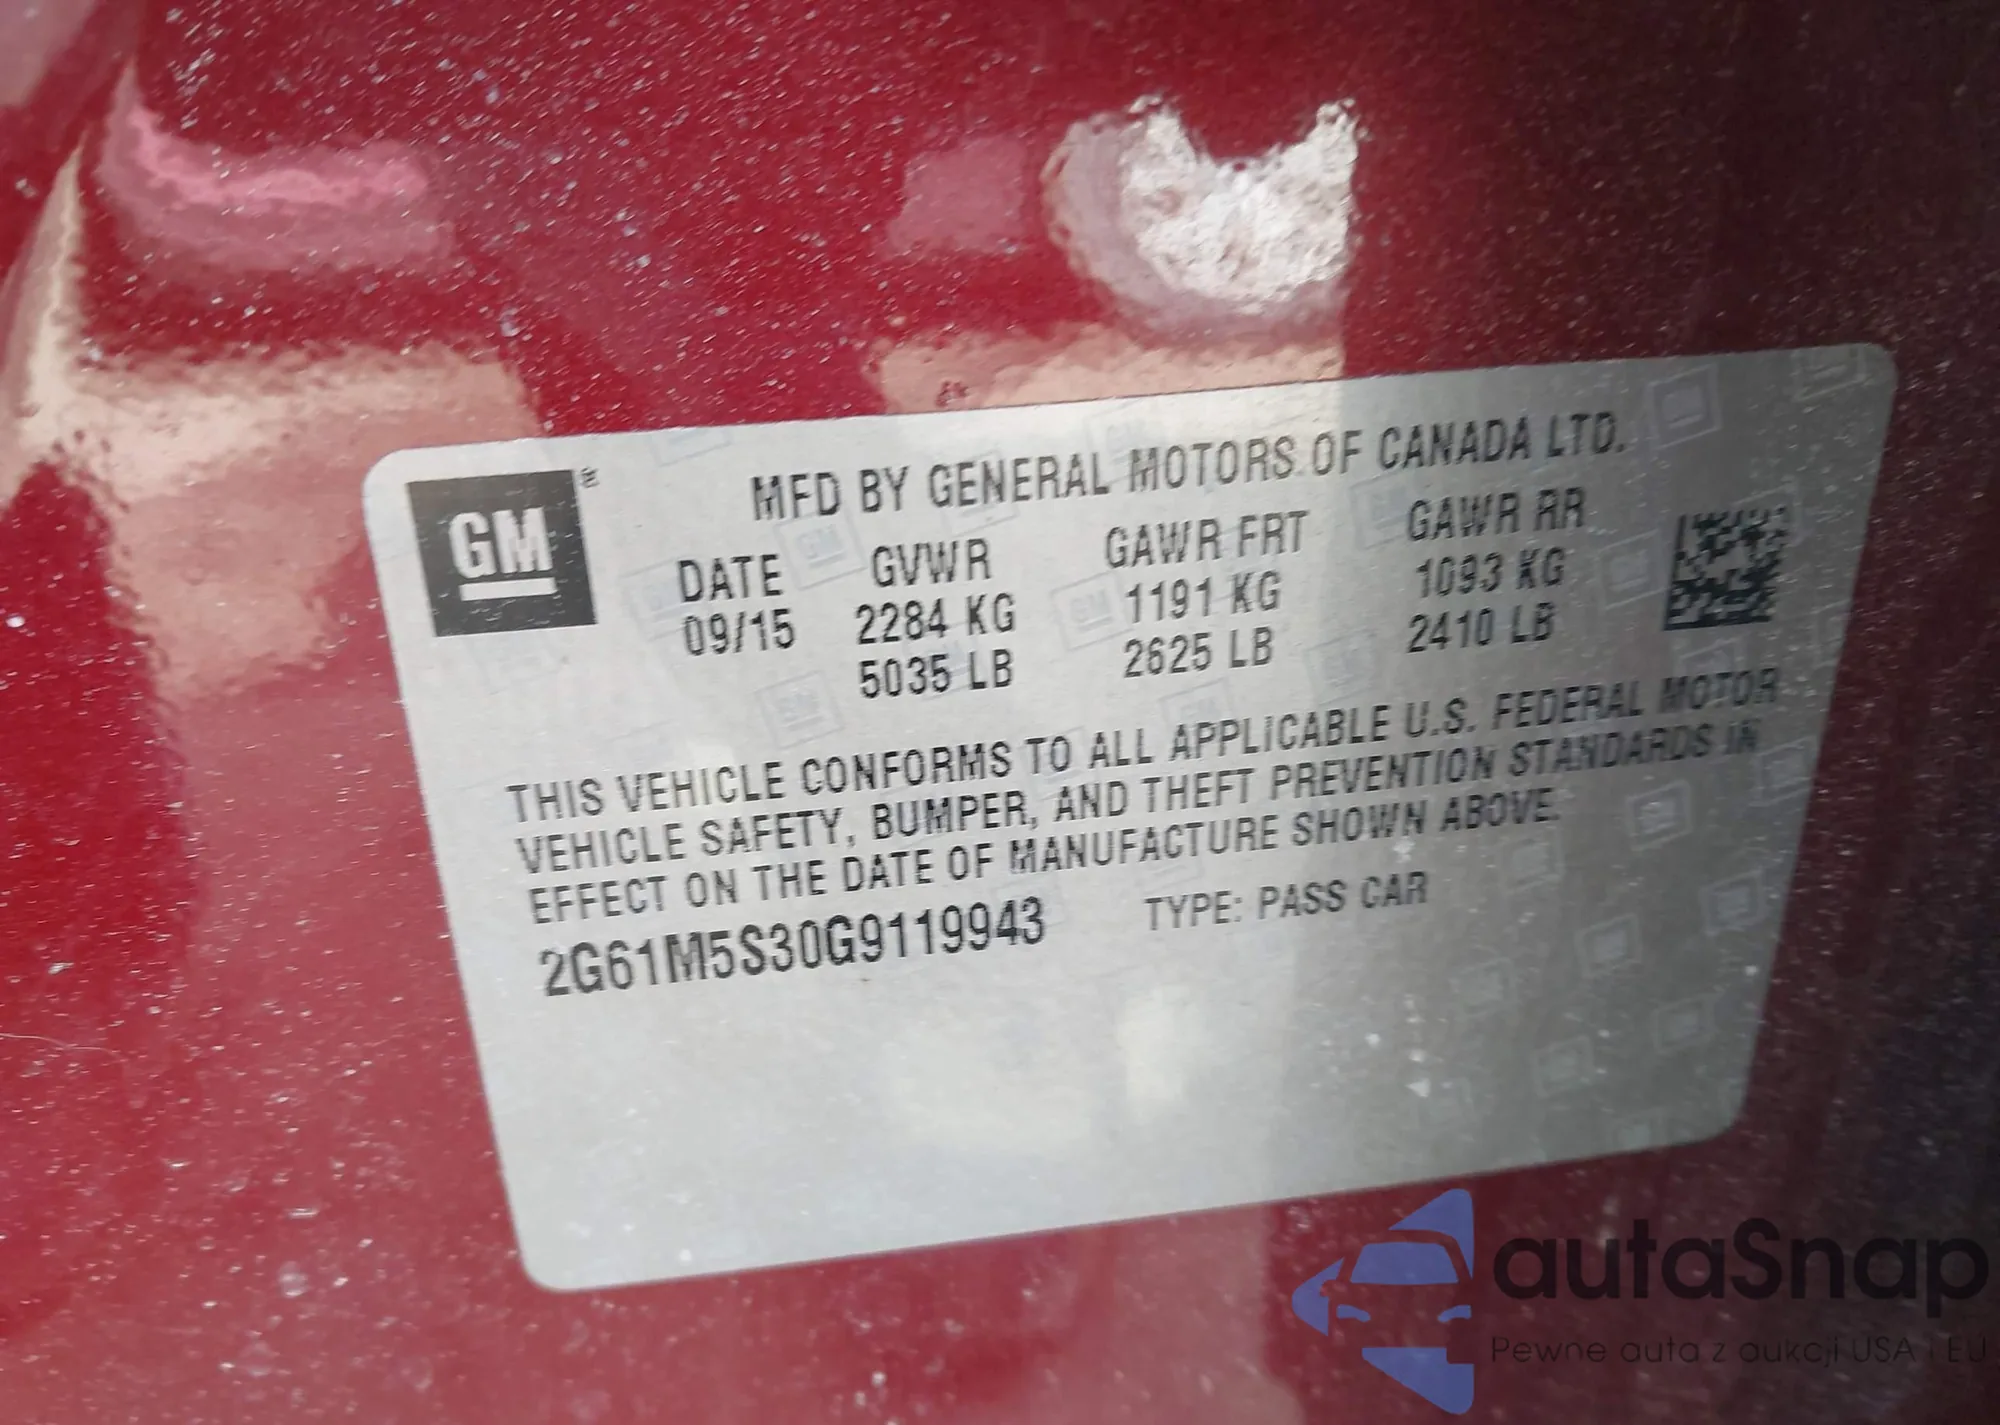 GM®
MFD BY GENERAL MOTORS OF CANADA LTD.
DATE GVWR GAWR FRT GAWR RR
09/15 2284 KG 1191 KG 1093 KG
5035 LB 2625 LB 2410 LB
THIS VEHICLE CONFORMS TO ALL APPLICABLE U.S. FEDERAL MOTOR
VEHICLE SAFETY, BUMPER, AND THEFT PREVENTION STANDARDS IN
EFFECT ON THE DATE OF MANUFACTURE SHOWN ABOVE.
2G61M5S30G9119943 TYPE: PASS CAR
autaSnap
Pewne auta z aukcji USA i EU